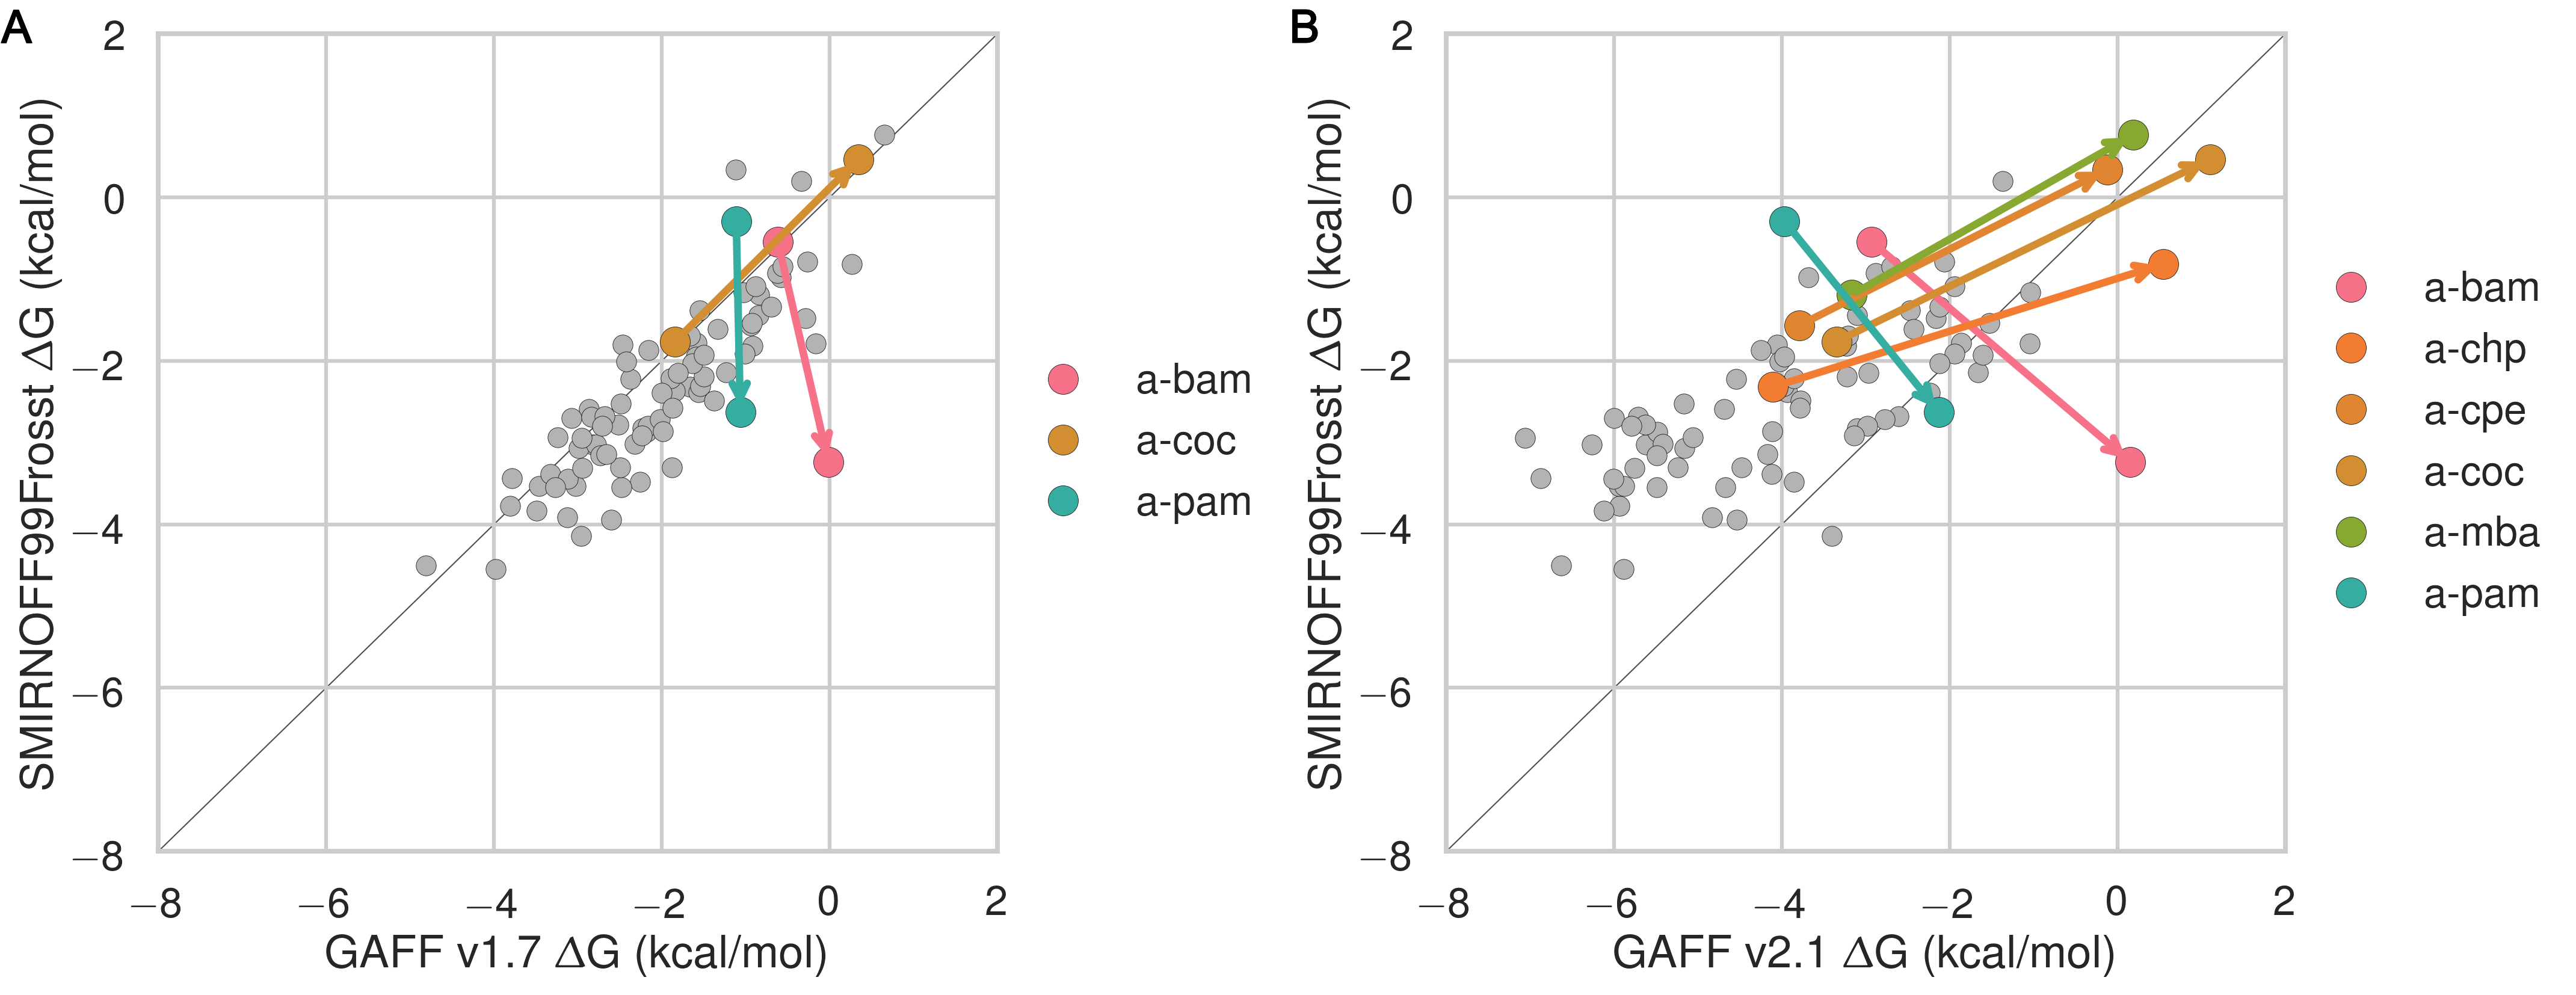 A
SMIRNOFF99Frosst ΔG (kcal/mol)
2
0
−2
−4
−6
−8
−8 −6 −4 −2 0 2
GAFF v1.7 ΔG (kcal/mol)
a-bam
a-coc
a-pam
B
SMIRNOFF99Frosst ΔG (kcal/mol)
2
0
−2
−4
−6
−8
−8 −6 −4 −2 0 2
GAFF v2.1 ΔG (kcal/mol)
a-bam
a-chp
a-cpe
a-coc
a-mba
a-pam